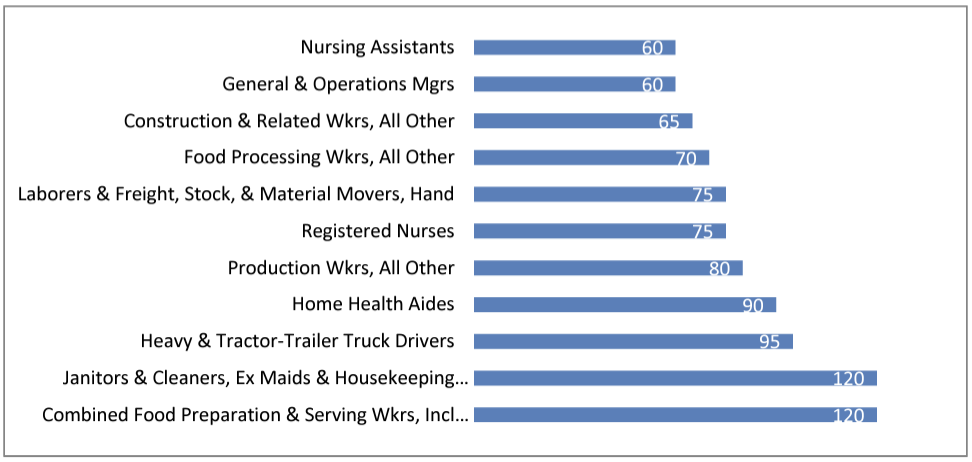 Nursing Assistants 60
General & Operations Mgrs 60
Construction & Related Wkrs, All Other 65
Food Processing Wkrs, All Other 70
Laborers & Freight, Stock, & Material Movers, Hand 75
Registered Nurses 75
Production Wkrs, All Other 80
Home Health Aides 90
Heavy & Tractor-Trailer Truck Drivers 95
Janitors & Cleaners, Ex Maids & Housekeeping… 120
Combined Food Preparation & Serving Wkrs, Incl… 120